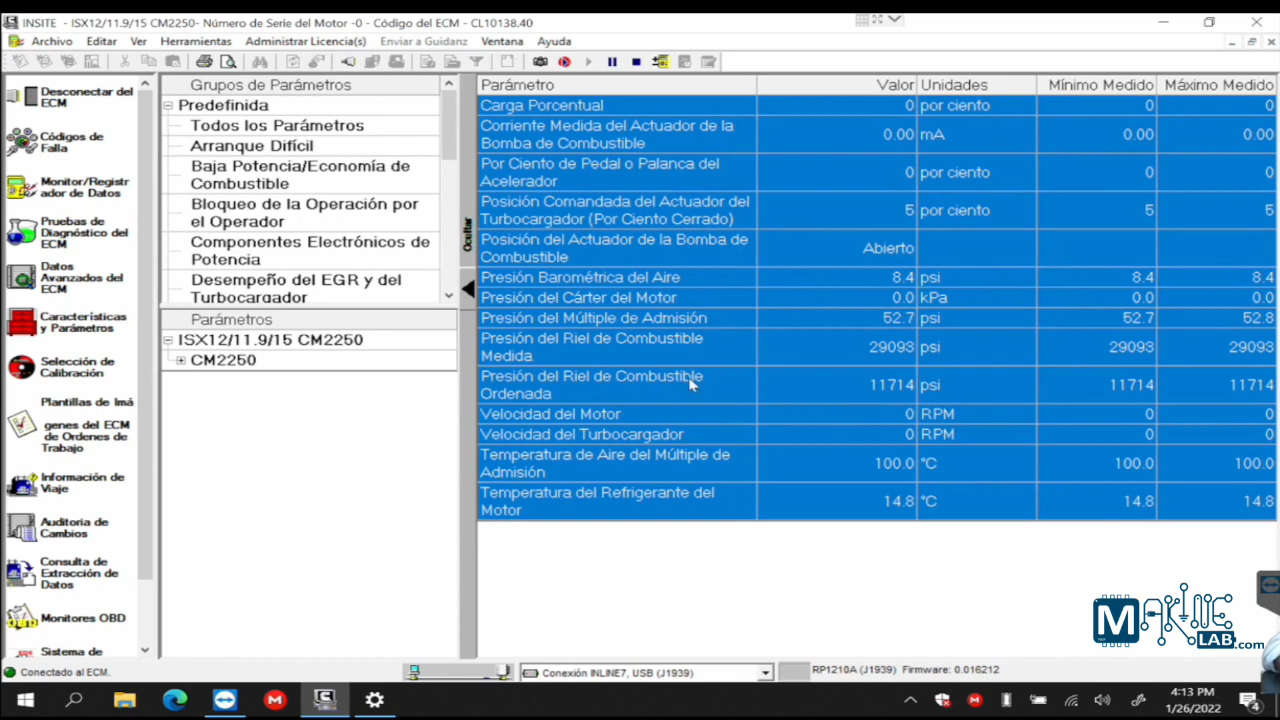 INSITE - ISX12/11.9/15 CM2250- Número de Serie del Motor -0 - Código del ECM - CL10138.40
Archivo Editar Ver Herramientas Administrar Licencia(s) Enviar a Guidanz Ventana Ayuda
Desconectar del
ECM
Códigos de
Falla
Monitor/Registr
ador de Datos
Pruebas de
Diagnóstico del
ECM
Datos
Avanzados del
ECM
Características
y Parámetros
Selección de
Calibración
Plantillas de Imá
genes del ECM
de Ordenes de
Trabajo
Información de
Viaje
Auditoria de
Cambios
Consulta de
Extracción de
Datos
Monitores OBD
Sistema de
Grupos de Parámetros
Predefinida
Todos los Parámetros
Arranque Difícil
Baja Potencia/Economía de
Combustible
Bloqueo de la Operación por
el Operador
Componentes Electrónicos de
Potencia
Desempeño del EGR y del
Turbocargador
Parámetros
ISX12/11.9/15 CM2250
CM2250
Ocultar
Parámetro Valor Unidades Mínimo Medido Máximo Medido
Carga Porcentual 0 por ciento 0 0
Corriente Medida del Actuador de la
Bomba de Combustible 0.00 mA 0.00 0.00
Por Ciento de Pedal o Palanca del
Acelerador 0 por ciento 0 0
Posición Comandada del Actuador del
Turbocargador (Por Ciento Cerrado) 5 por ciento 5 5
Posición del Actuador de la Bomba de
Combustible Abierto
Presión Barométrica del Aire 8.4 psi 8.4 8.4
Presión del Cárter del Motor 0.0 kPa 0.0 0.0
Presión del Múltiple de Admisión 52.7 psi 52.7 52.8
Presión del Riel de Combustible
Medida 29093 psi 29093 29093
Presión del Riel de Combustible
Ordenada 11714 psi 11714 11714
Velocidad del Motor 0 RPM 0 0
Velocidad del Turbocargador 0 RPM 0 0
Temperatura de Aire del Múltiple de
Admisión 100.0 °C 100.0 100.0
Temperatura del Refrigerante del
Motor 14.8 °C 14.8 14.8
MARINE
LAB.com
Conectado al ECM. Conexión INLINE7, USB (J1939) RP1210A (J1939) Firmware: 0.016212
4:13 PM
1/26/2022
4